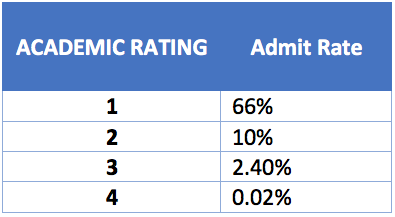 ACADEMIC RATING Admit Rate
1 66%
2 10%
3 2.40%
4 0.02%